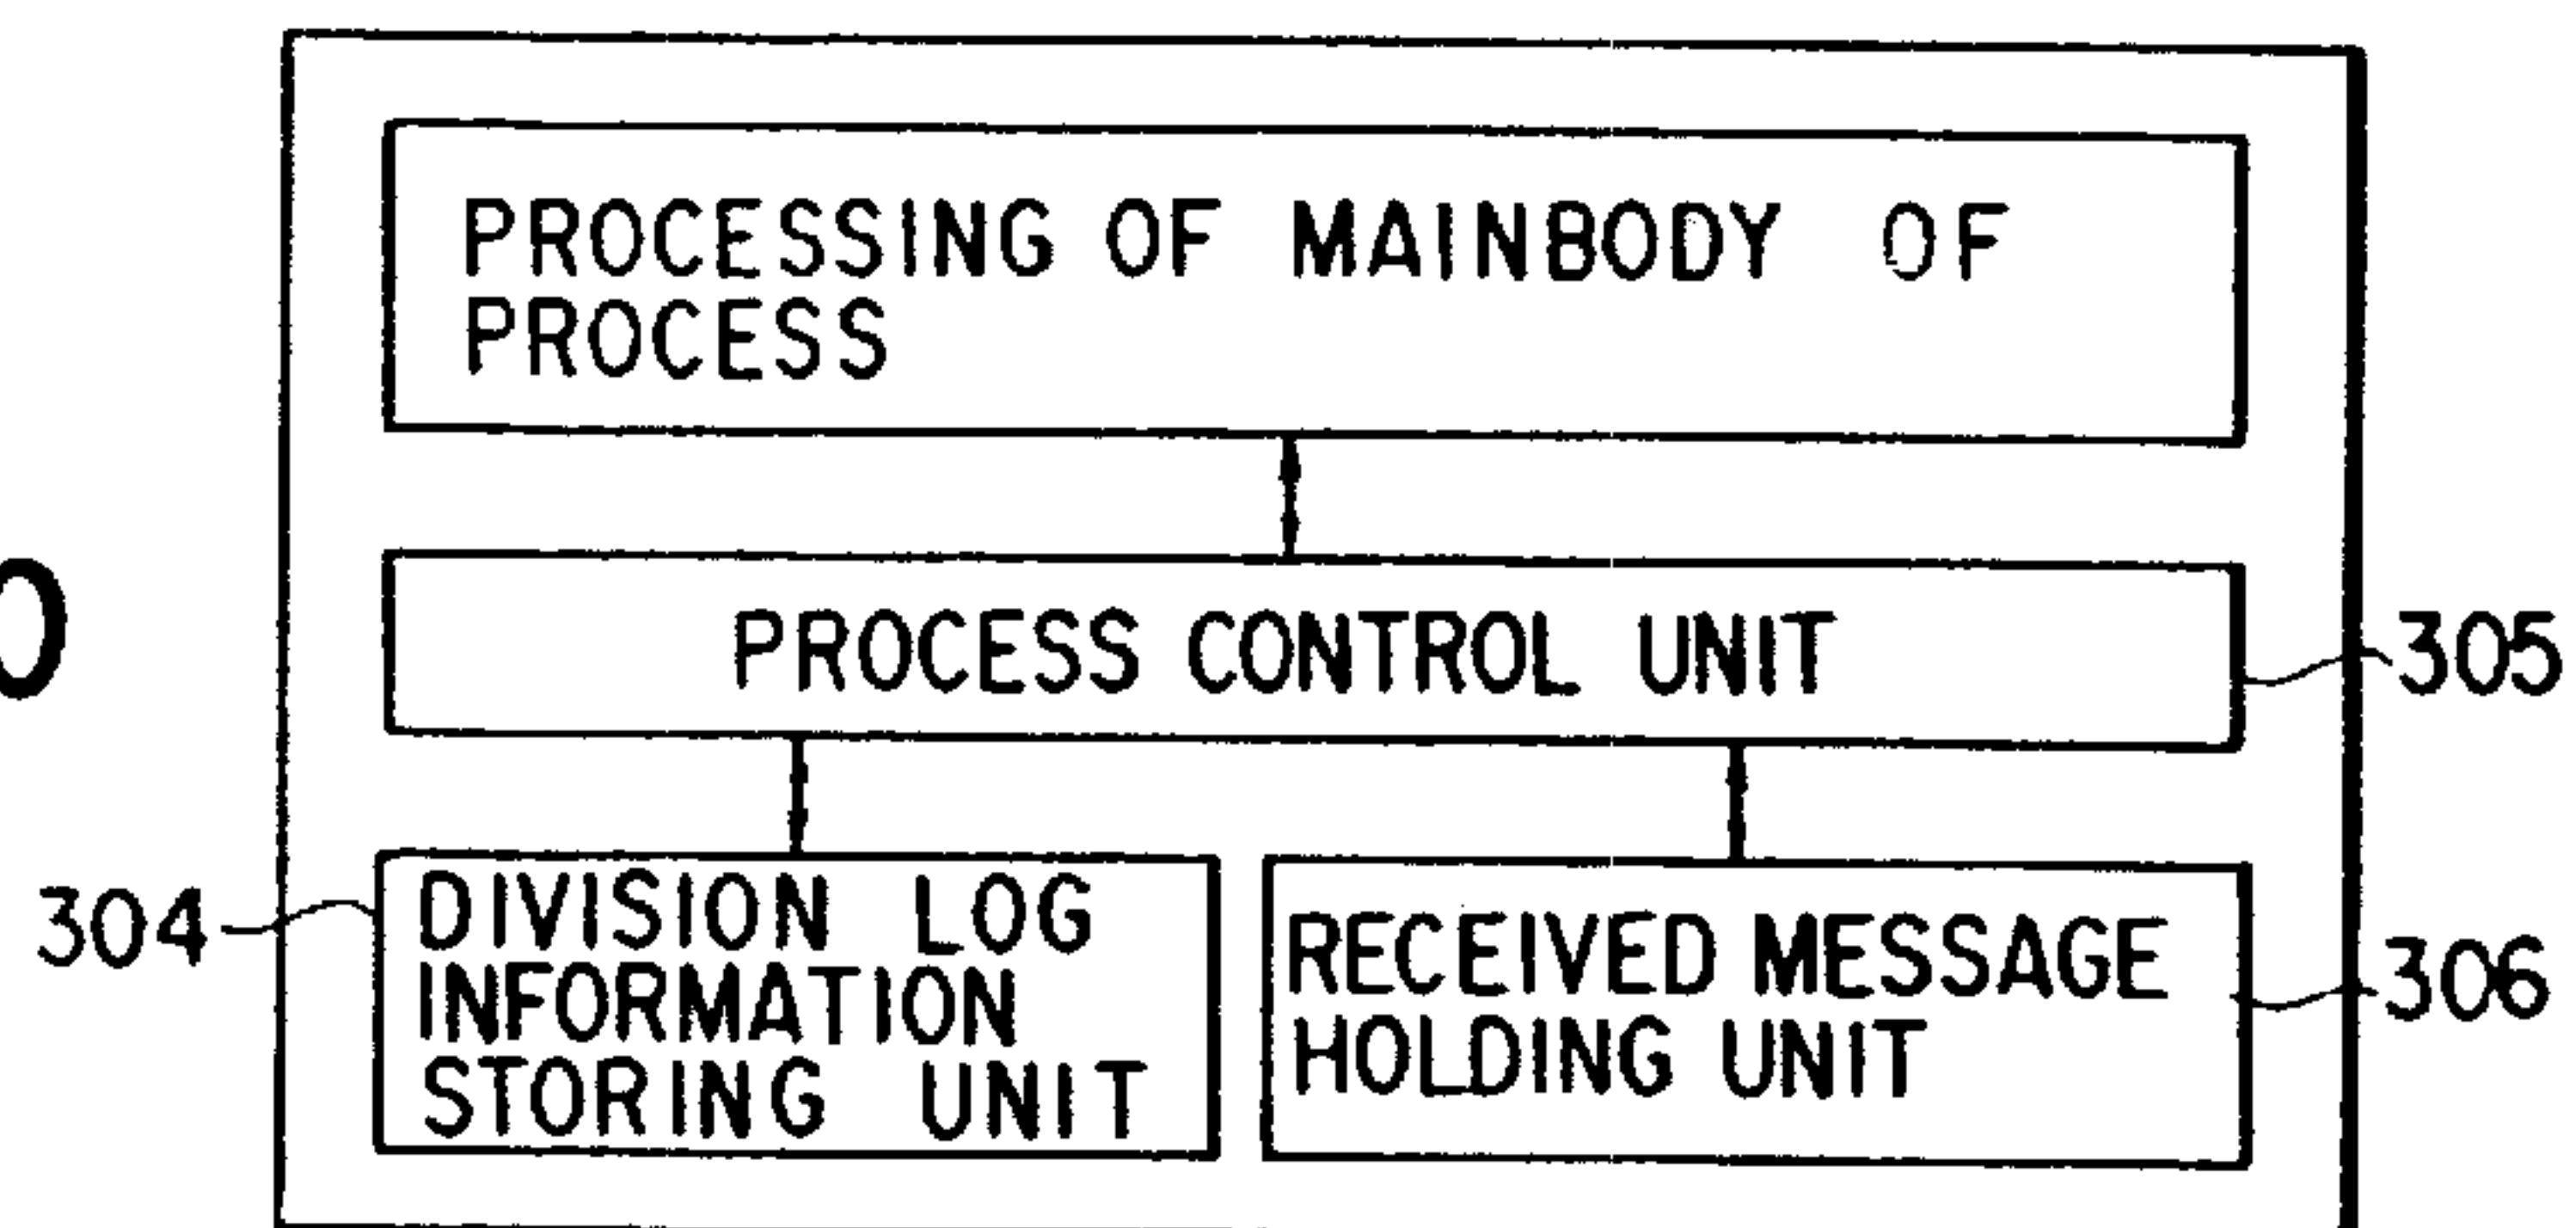 PROCESSING OF MAINBODY OF
PROCESS
PROCESS CONTROL UNIT
305
304
DIVISION LOG
INFORMATION
STORING UNIT
RECEIVED MESSAGE
HOLDING UNIT
306